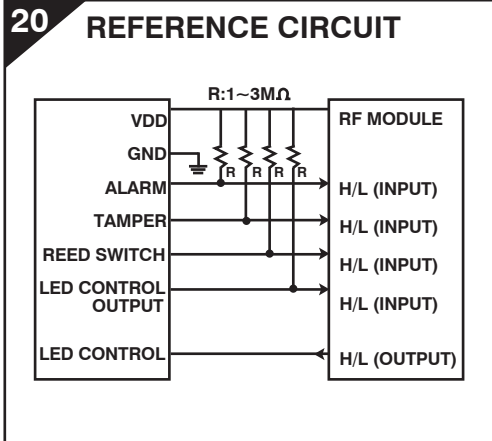 20
REFERENCE CIRCUIT
R:1~3MΩ
VDD
RF MODULE
GND
R R R R
ALARM
H/L (INPUT)
TAMPER
H/L (INPUT)
REED SWITCH
H/L (INPUT)
LED CONTROL
OUTPUT
H/L (INPUT)
LED CONTROL
H/L (OUTPUT)